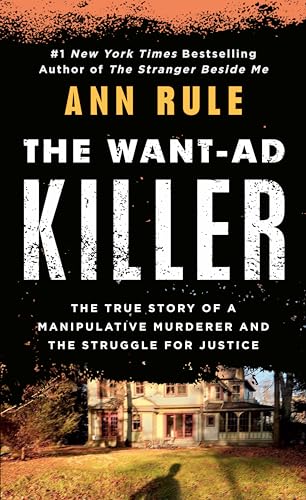 #1 New York Times Bestselling
Author of The Stranger Beside Me
ANN RULE
THE WANT-AD
KILLER
THE TRUE STORY OF A
MANIPULATIVE MURDERER AND
THE STRUGGLE FOR JUSTICE